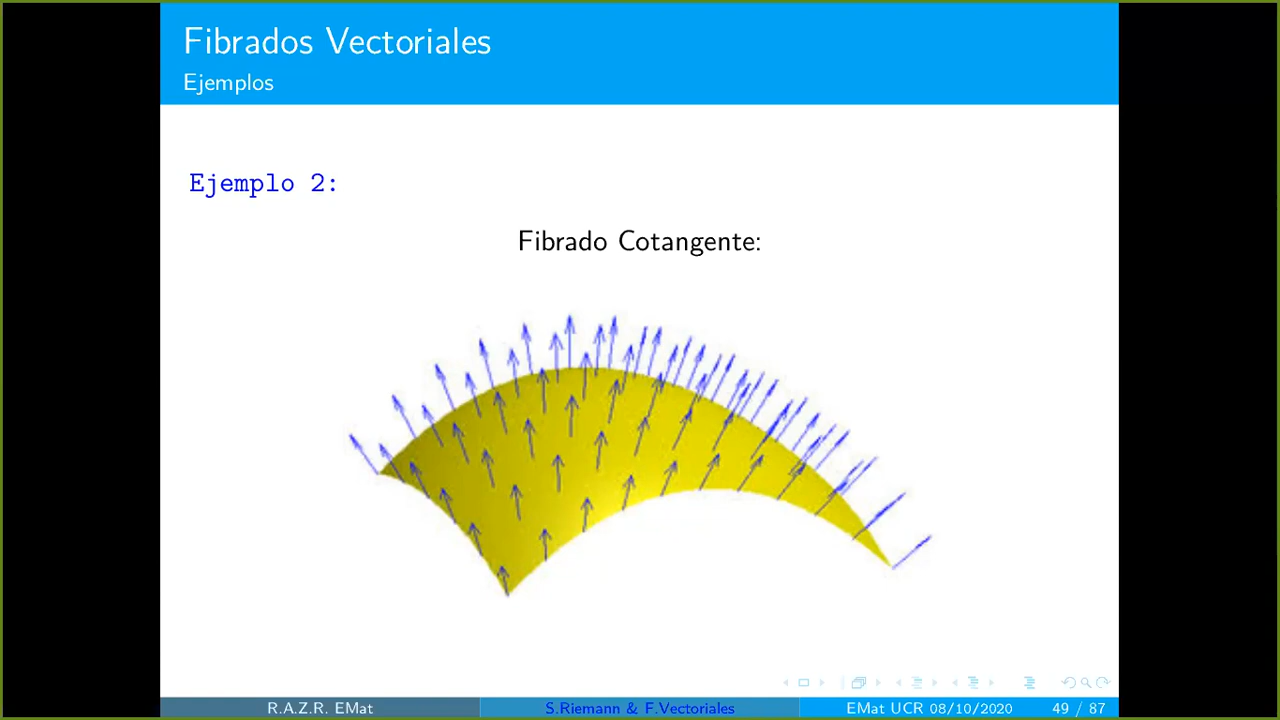 Fibrados Vectoriales
Ejemplos
Ejemplo 2:
Fibrado Cotangente:
R.A.Z.R. EMat
S.Riemann & F.Vectoriales
EMat UCR 08/10/2020
49 / 87